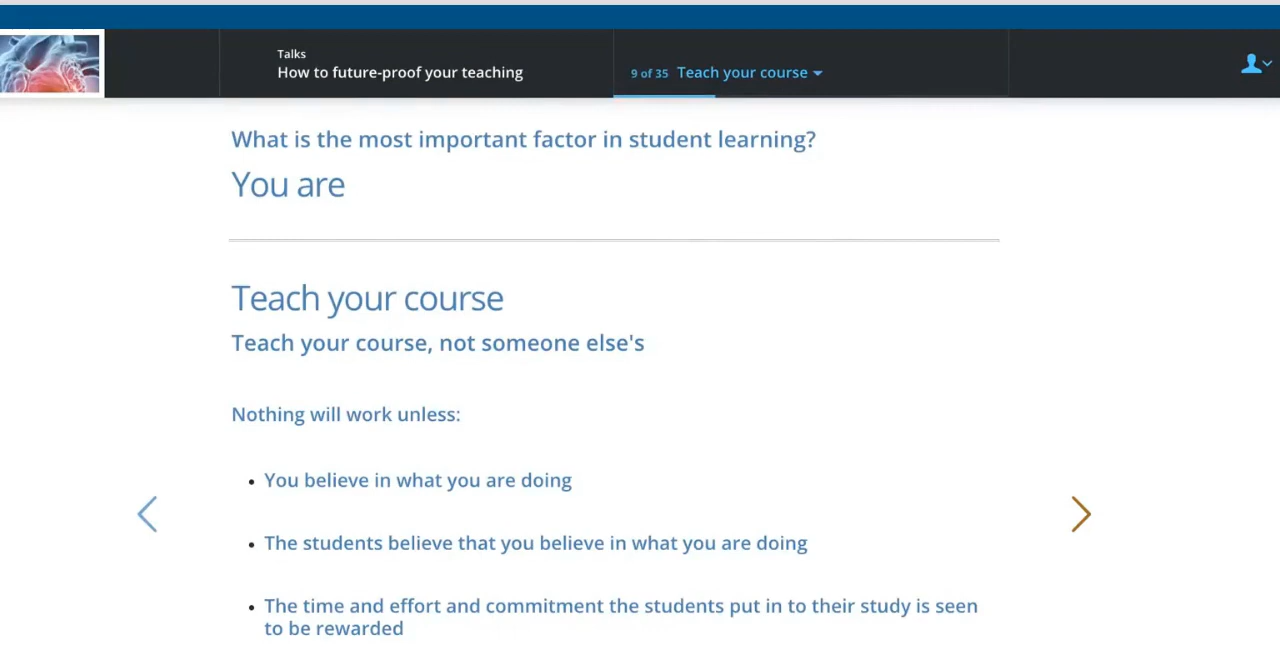 Talks
How to future-proof your teaching
9 of 35 Teach your course
What is the most important factor in student learning?
You are
Teach your course
Teach your course, not someone else's
Nothing will work unless:
You believe in what you are doing
The students believe that you believe in what you are doing
The time and effort and commitment the students put in to their study is seen
to be rewarded